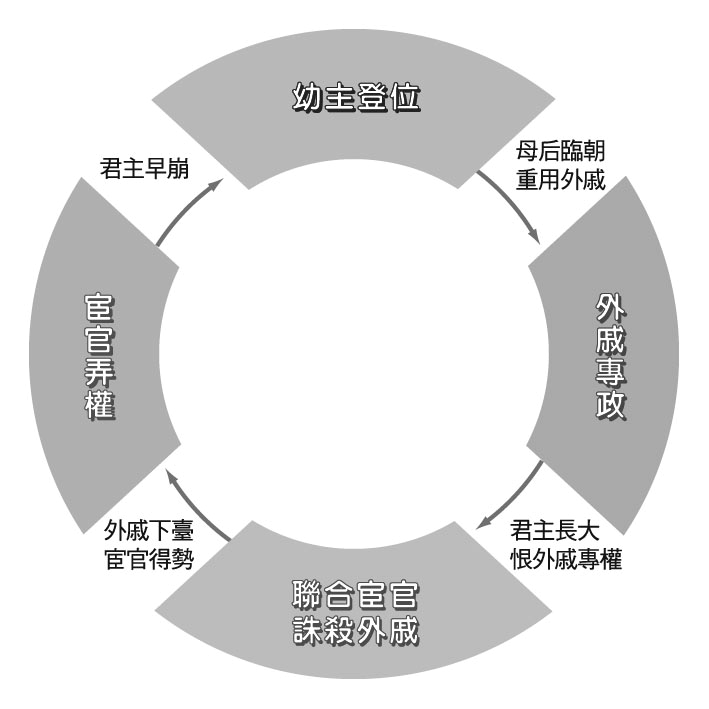 幼主登位
母后臨朝
重用外戚
外戚專政
君主長大
恨外戚專權
聯合宦官
誅殺外戚
外戚下臺
宦官得勢
宦官弄權
君主早崩